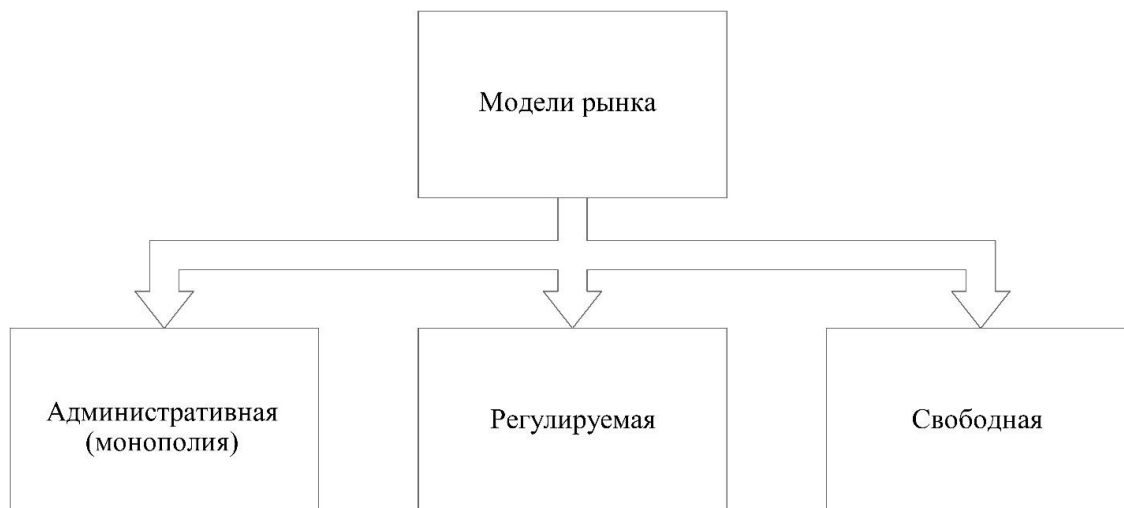 Модели рынка
Административная
(монополия)
Регулируемая
Свободная